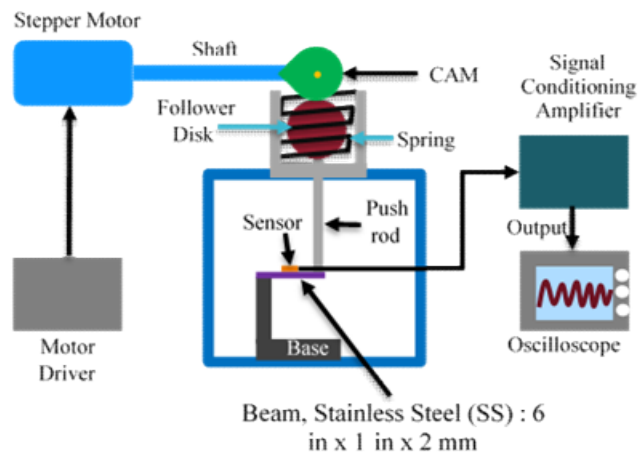 Stepper Motor
Shaft
CAM
Signal
Conditioning
Amplifier
Follower
Disk
Spring
Push
rod
Sensor
Output
Base
Motor
Driver
Oscilloscope
Beam, Stainless Steel (SS) : 6
in x 1 in x 2 mm